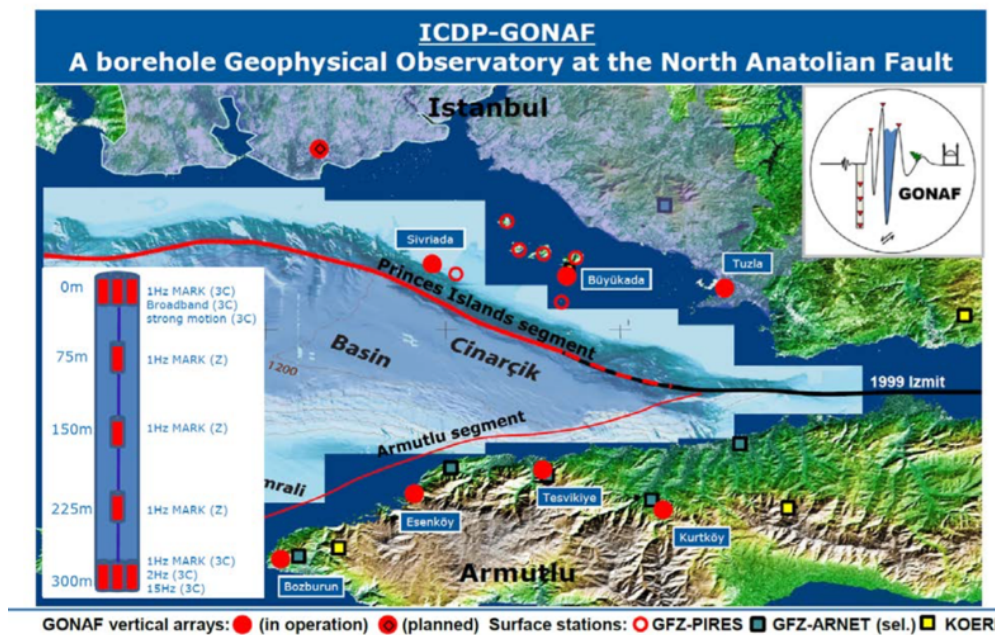 ICDP-GONAF
A borehole Geophysical Observatory at the North Anatolian Fault
Istanbul
GONAF
Sivriada
Büyükada
Tuzla
Princes Islands segment
Basin
Cinarçik
1200
1999 Izmit
Armutlu segment
mrali
Tesvikiye
Esenköy
Kurtköy
Bozburun
Armutlu
0m
1Hz MARK (3C)
Broadband (3C)
strong motion (3C)
75m
1Hz MARK (Z)
150m
1Hz MARK (Z)
225m
1Hz MARK (Z)
300m
1Hz MARK (3C)
2Hz (3C)
15Hz (3C)
GONAF vertical arrays: (in operation) (planned) Surface stations: GFZ-PIRES GFZ-ARNET (sel.) KOER